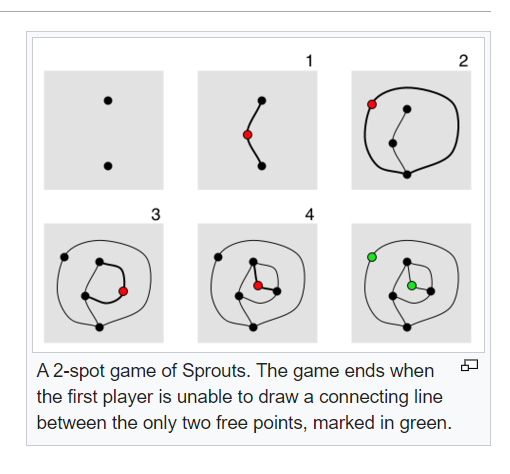 1
2
3
4
A 2-spot game of Sprouts. The game ends when
the first player is unable to draw a connecting line
between the only two free points, marked in green.